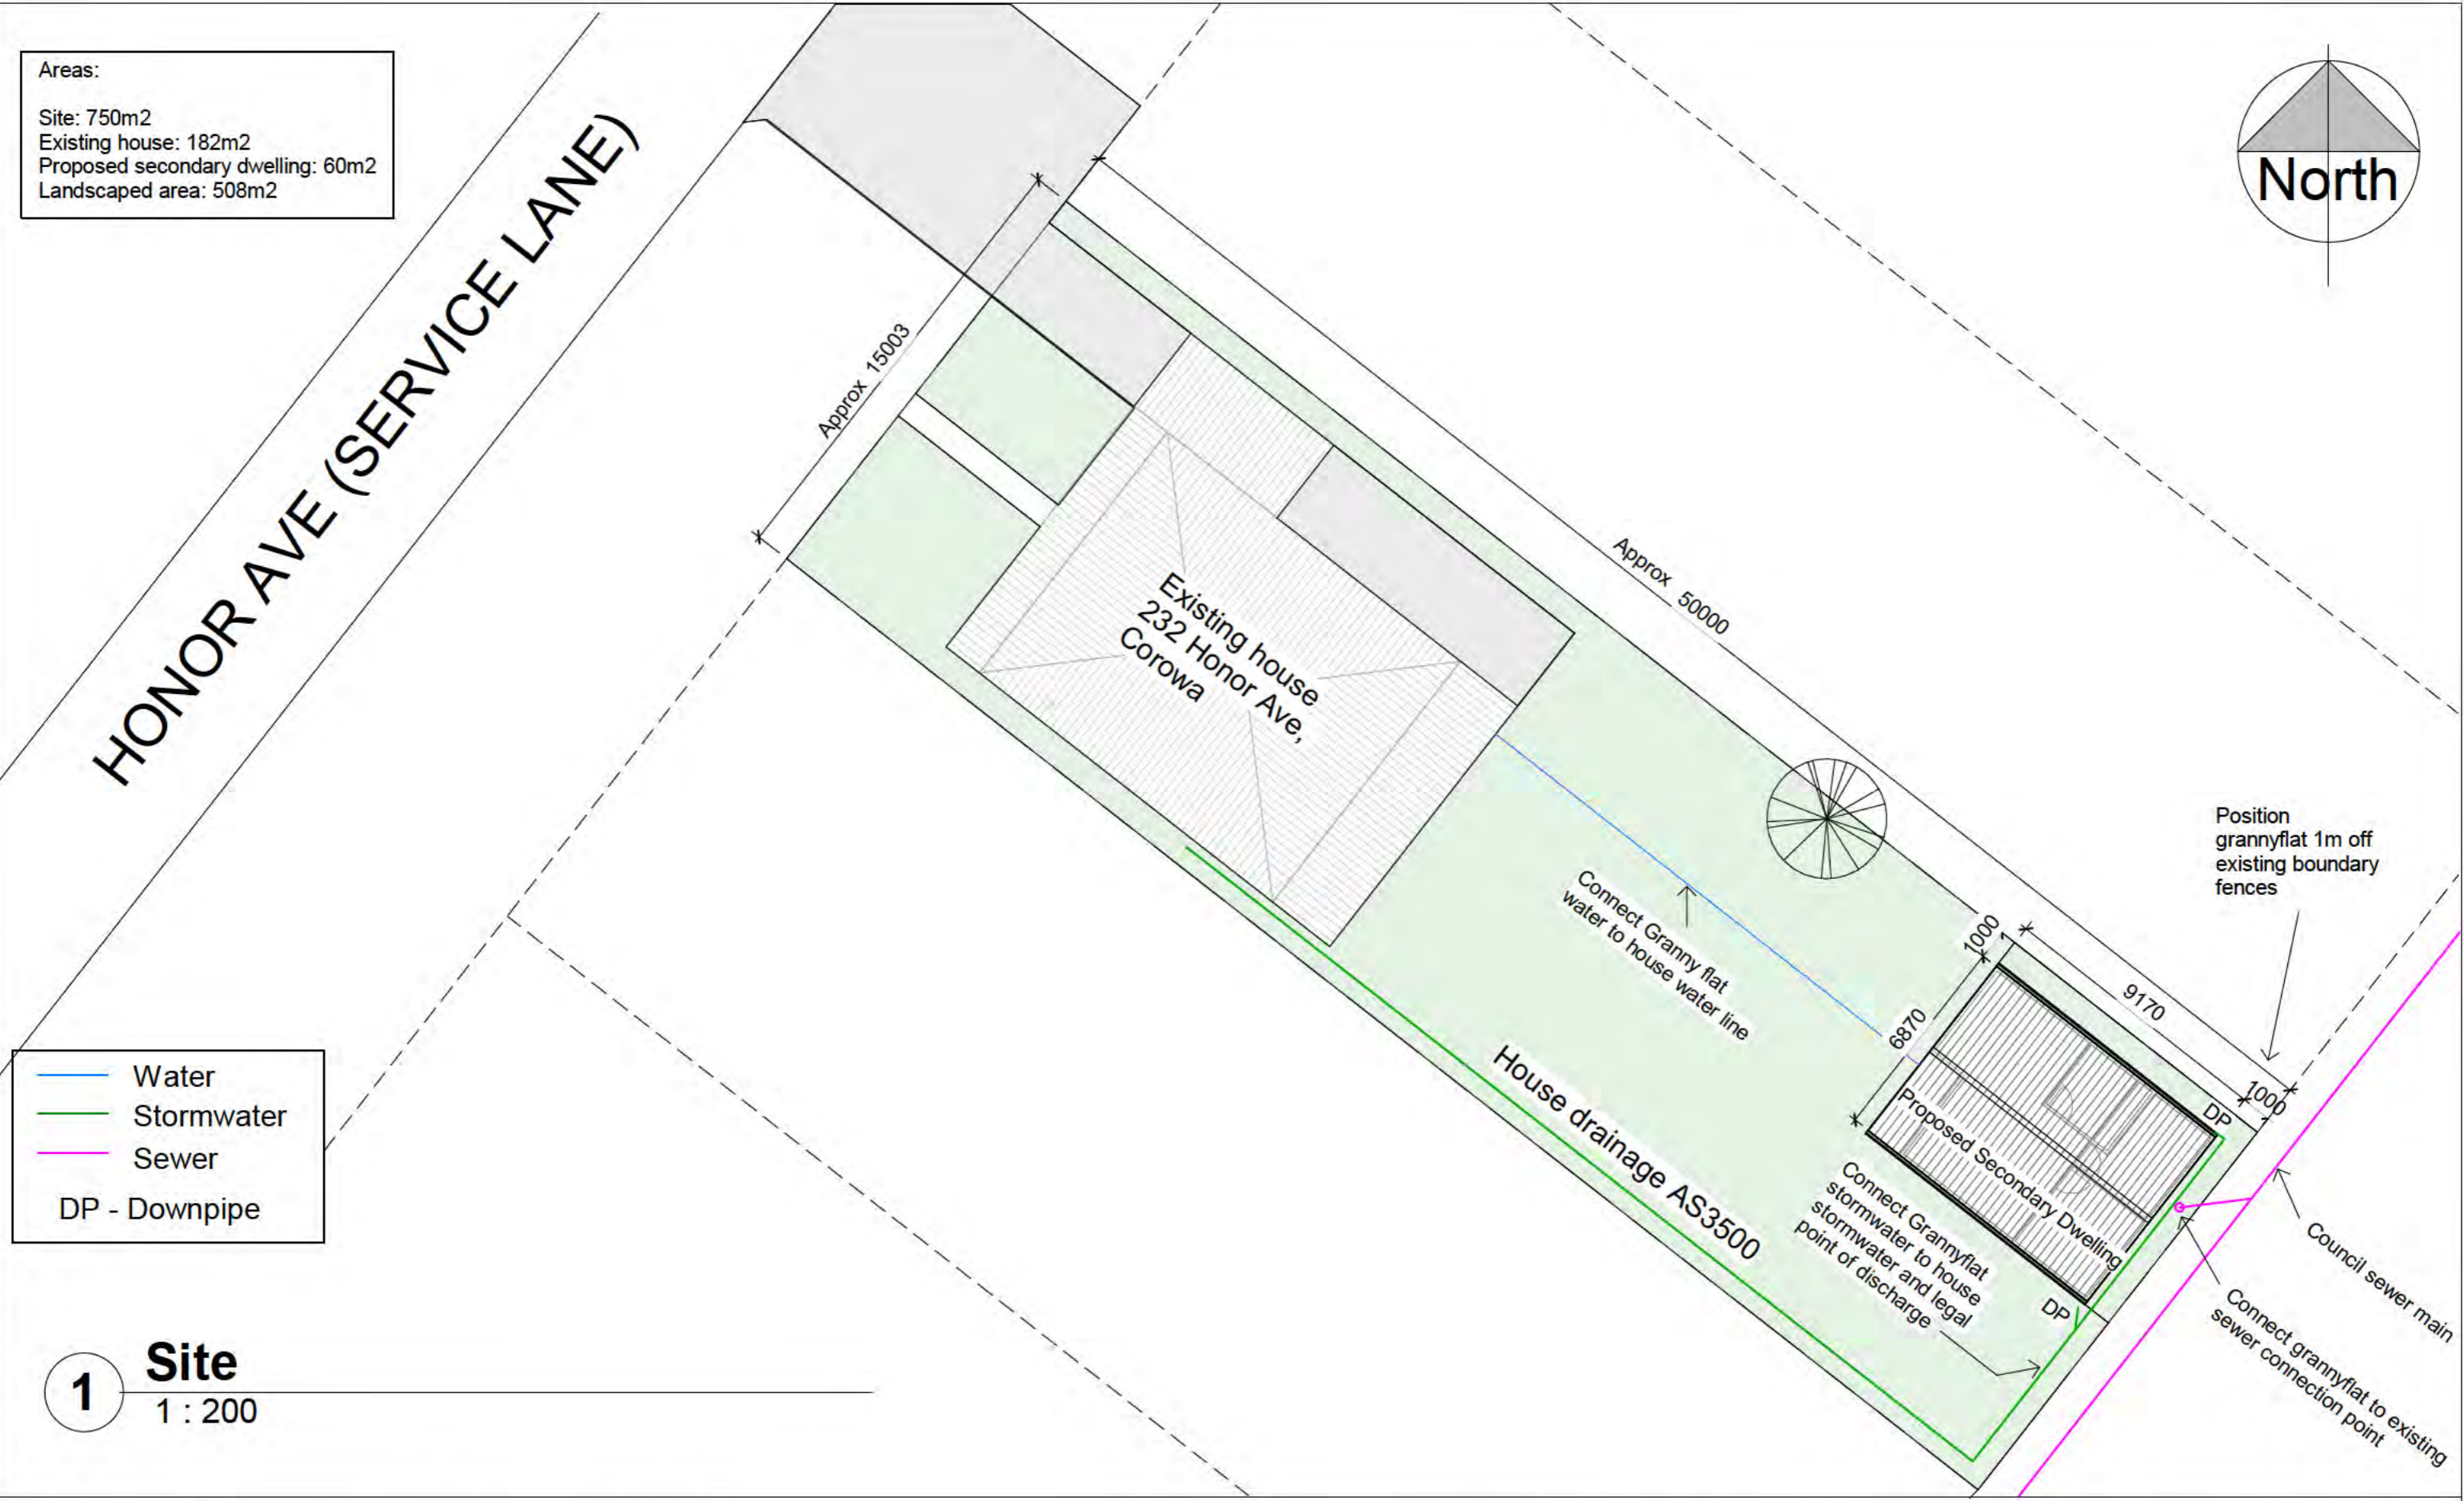 Areas:
Site: 750m2
Existing house: 182m2
Proposed secondary dwelling: 60m2
Landscaped area: 508m2
HONOR AVE (SERVICE LANE)
North
Approx 15003
Approx 50000
Existing house
232 Honor Ave,
Corowa
Position
grannyflat 1m off
existing boundary
fences
Connect Granny flat
water to house water line
1000
9170
6870
1000
DP
Proposed Secondary Dwelling
House drainage AS3500
Connect Grannyflat
stormwater to house
stormwater and legal
point of discharge
DP
Council sewer main
Connect grannyflat to existing
sewer connection point
Water
Stormwater
Sewer
DP - Downpipe
1
Site
1 : 200